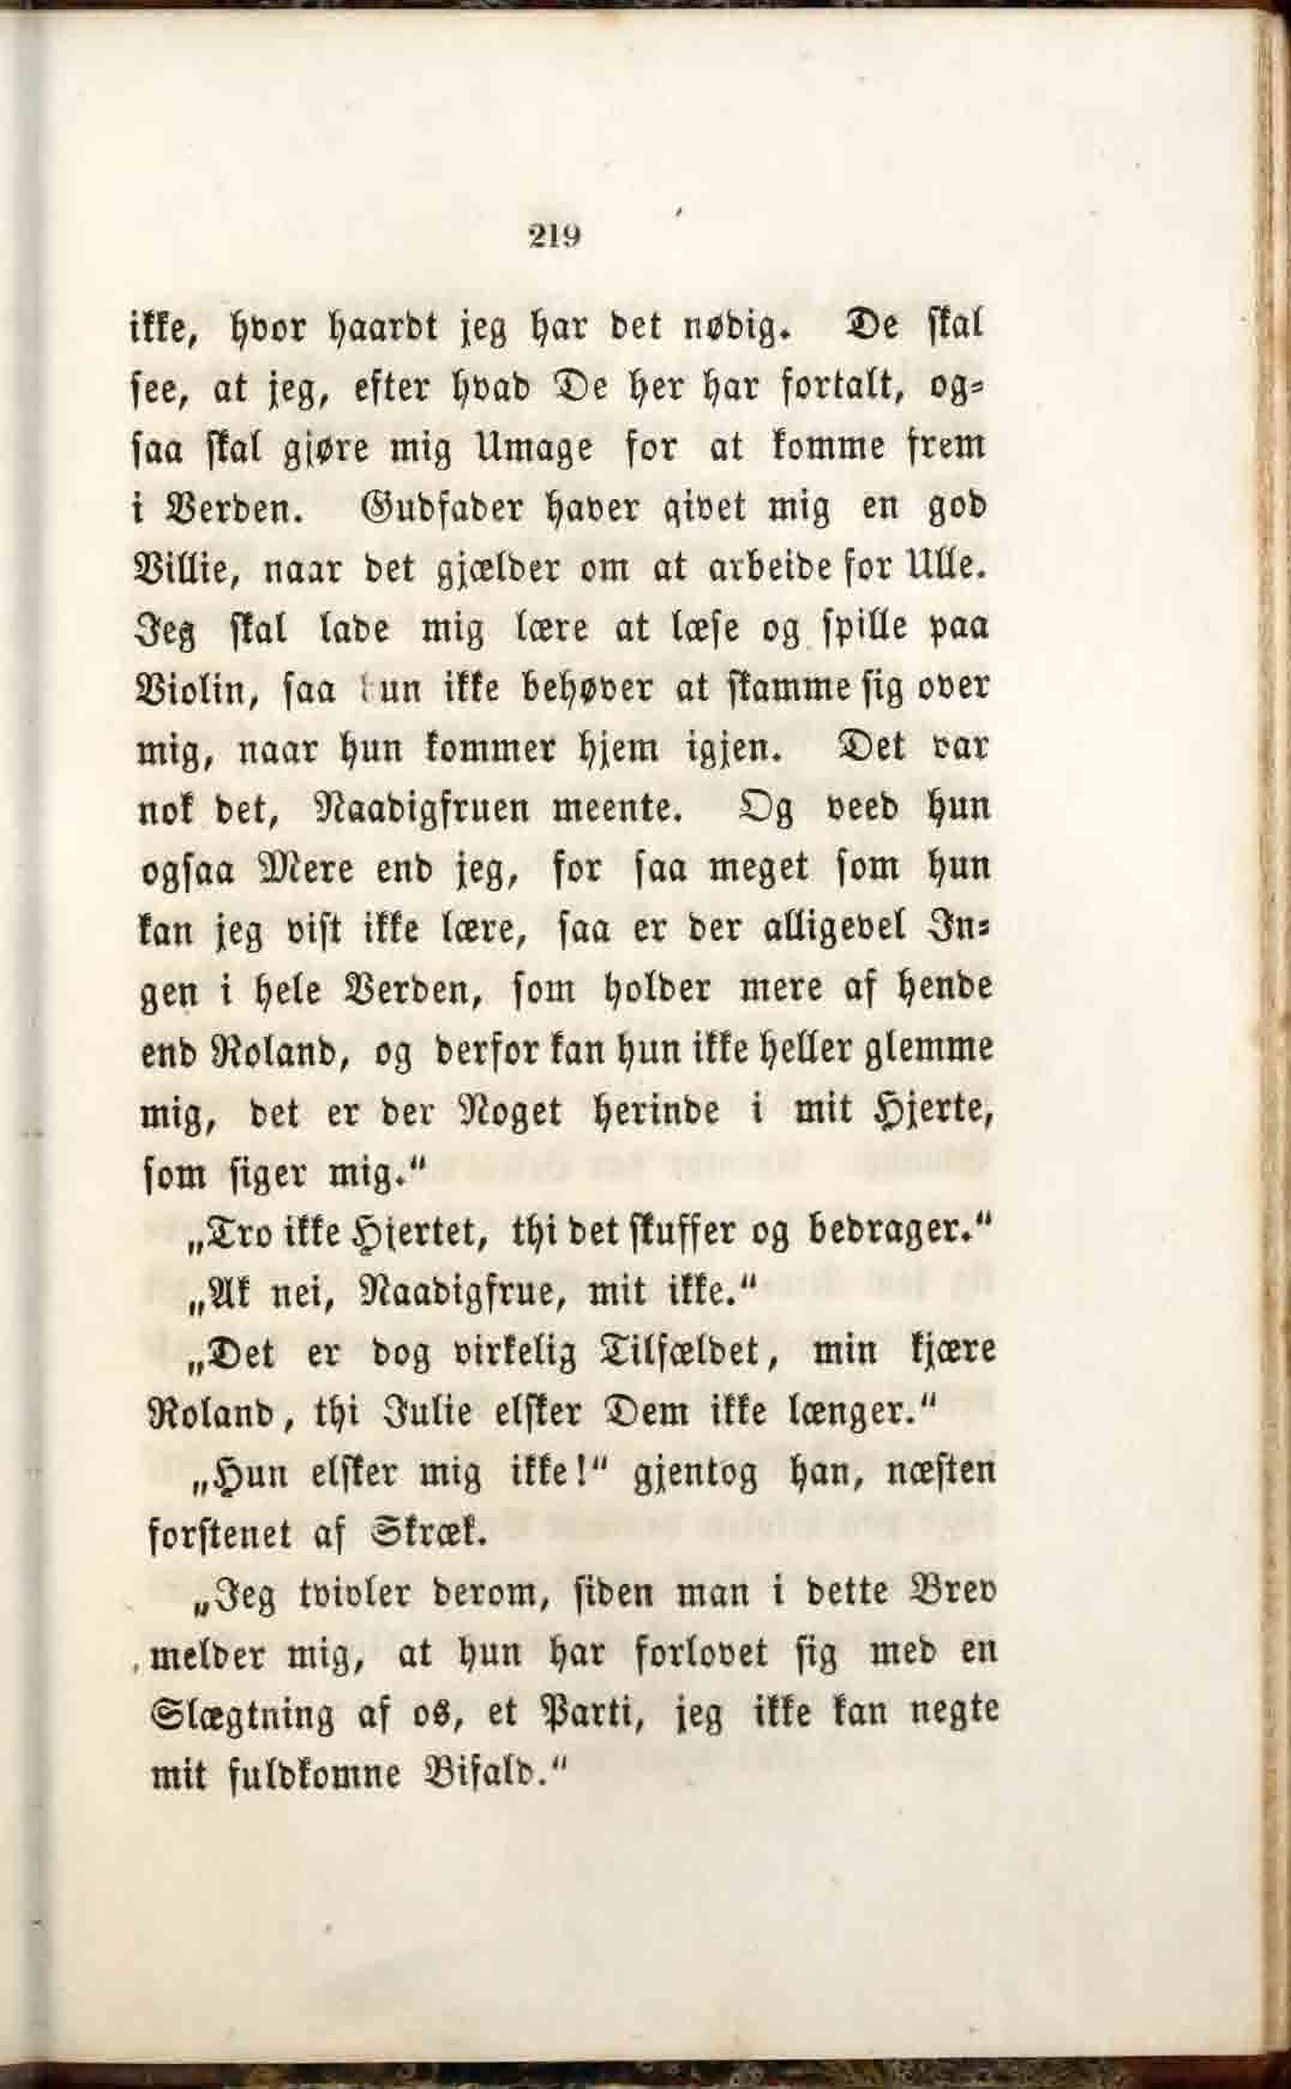 219
ikke, hvor haardt jeg har det nødig. De skal
see, at jeg, efter hvad De her har fortalt, og-
saa skal gjøre mig Umage for at komme frem
i Verden. Gudfader haver givet mig en god
Villie, naar det gjælder om at arbeide for Ulle.
Jeg skal lade mig lære at læse og spille paa
Violin, saa hun ikke behøver at skamme sig over
mig, naar hun kommer hjem igjen. Det var
nok det, Naadigfruen meente. Og veed hun
ogsaa Mere end jeg, for saa meget som hun
kan jeg vist ikke lære, saa er der alligevel In-
gen i hele Verden, som holder mere af hende
end Roland, og derfor kan hun ikke heller glemme
mig, det er der Noget herinde i mit Hjerte,
som siger mig.“
„Tro ikke Hjertet, thi det skuffer og bedrager.“
„Ak nei, Naadigfrue, mit ikke.“
„Det er dog virkelig Tilfældet, min kjære
Roland, thi Julie elsker Dem ikke længer.“
„Hun elsker mig ikke!“ gjentog han, næsten
forstenet af Skræk.
„Jeg tvivler derom, siden man i dette Brev
melder mig, at hun har forlovet sig med en
Slægtning af os, et Parti, jeg ikke kan negte
mit fuldkomne Bifald.“